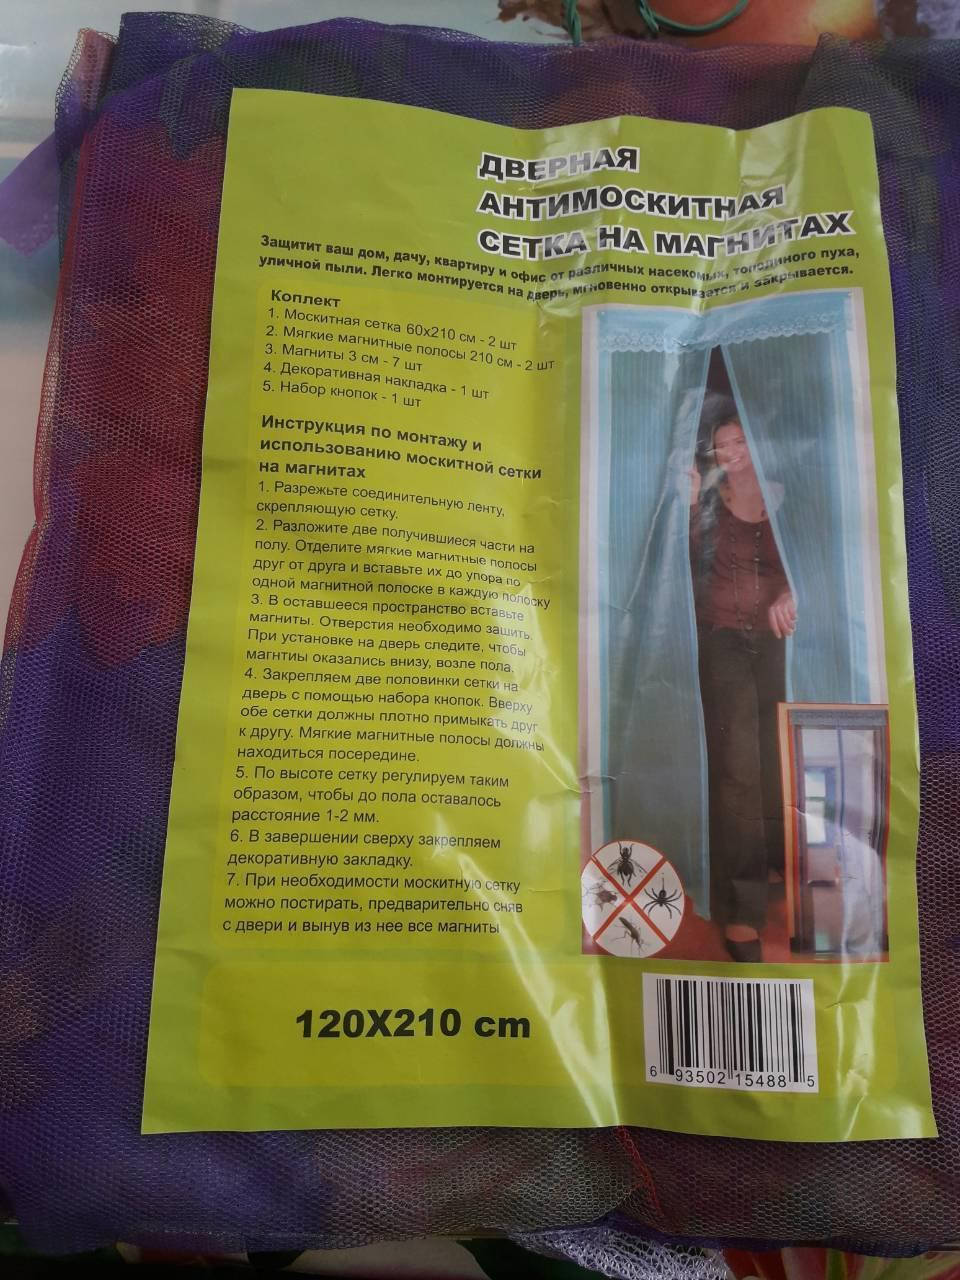 ДВЕРНАЯ
АНТИМОСКИТНАЯ
СЕТКА НА МАГНИТАХ
Защитит ваш дом, дачу, квартиру и офис от различных насекомых, тополиного пуха,
уличной пыли. Легко монтируется на дверь, мгновенно открывается и закрывается.
Коплект
1. Москитная сетка 60х210 см - 2 шт
2. Мягкие магнитные полосы 210 см - 2 шт
3. Магниты 3 см - 7 шт
4. Декоративная накладка - 1 шт
5. Набор кнопок - 1 шт
Инструкция по монтажу и
использованию москитной сетки
на магнитах
1. Разрежьте соединительную ленту,
скрепляющую сетку.
2. Разложите две получившиеся части на
полу. Отделите мягкие магнитные полосы
друг от друга и вставьте их до упора по
одной магнитной полоске в каждую полоску
3. В оставшееся пространство вставьте
магниты. Отверстия необходимо зашить.
При установке на дверь следите, чтобы
магнтиы оказались внизу, возле пола.
4. Закрепляем две половинки сетки на
дверь с помощью набора кнопок. Вверху
обе сетки должны плотно примыкать друг
к другу. Мягкие магнитные полосы должны
находиться посередине.
5. По высоте сетку регулируем таким
образом, чтобы до пола оставалось
расстояние 1-2 мм.
6. В завершении сверху закрепляем
декоративную закладку.
7. При необходимости москитную сетку
можно постирать, предварительно сняв
с двери и вынув из нее все магниты
120X210 cm
6 93502 15488 5